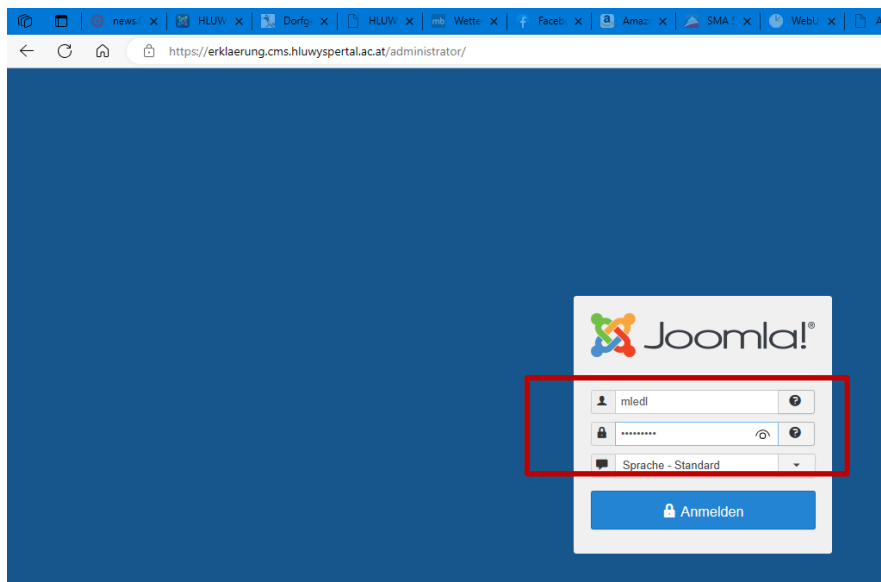 news. HLUW Dorfg HLUW mb Wette f Faceb a Amaz SMA S WebU A
https://erklaerung.cms.hluwyspertal.ac.at/administrator/
Joomla!®
mledl
Sprache - Standard
Anmelden